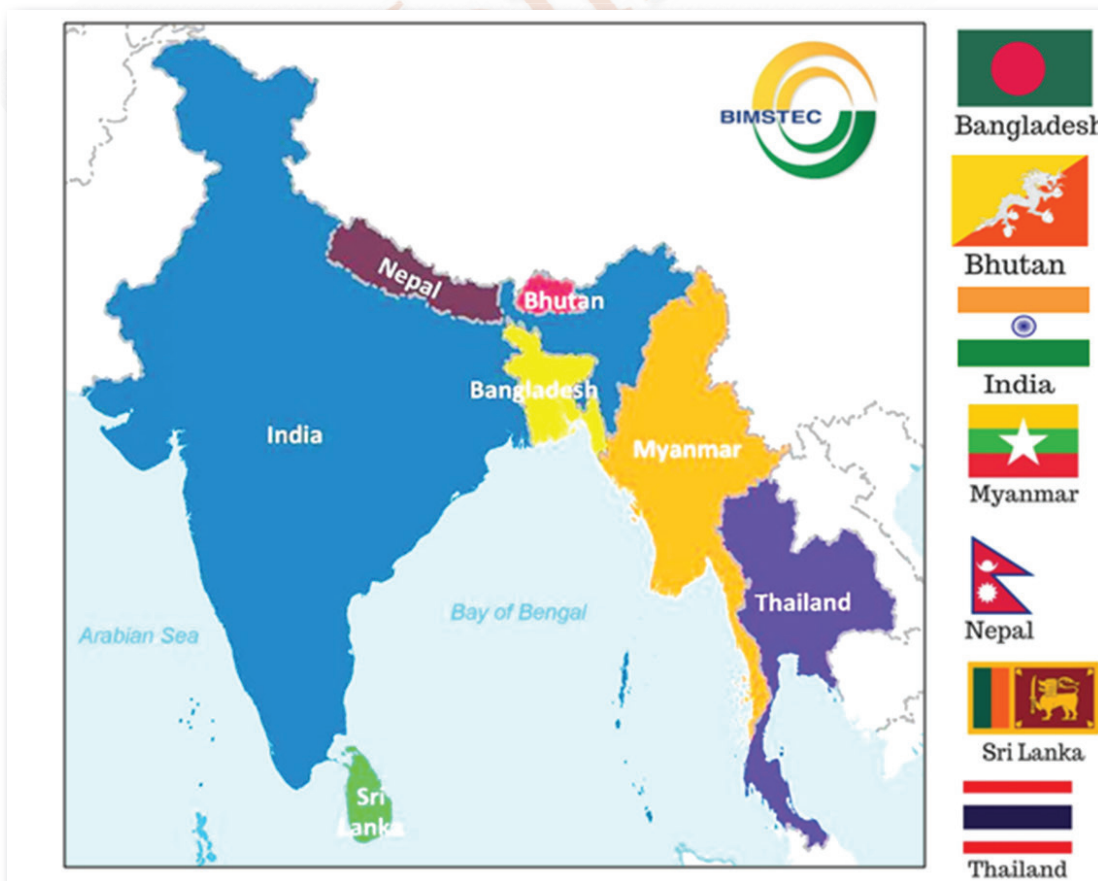 BIMSTEC
Nepal
Bhutan
Bangladesh
India
Myanmar
Thailand
Bay of Bengal
Arabian Sea
Sri
Lanka
Bangladesh
Bhutan
India
Myanmar
Nepal
Sri Lanka
Thailand